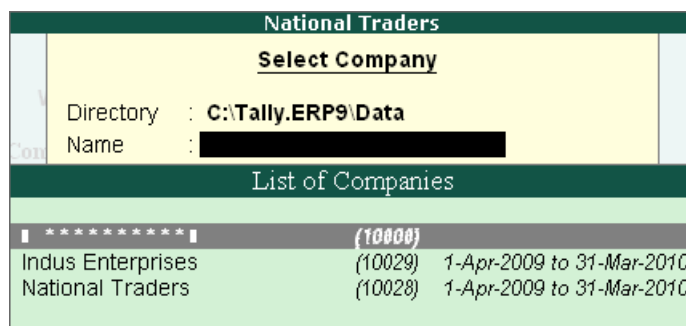 National Traders
Select Company
Directory : C:\Tally.ERP9\Data
Name :
List of Companies
* * * * * * * * * * (10000)
Indus Enterprises (10029) 1-Apr-2009 to 31-Mar-2010
National Traders (10028) 1-Apr-2009 to 31-Mar-2010